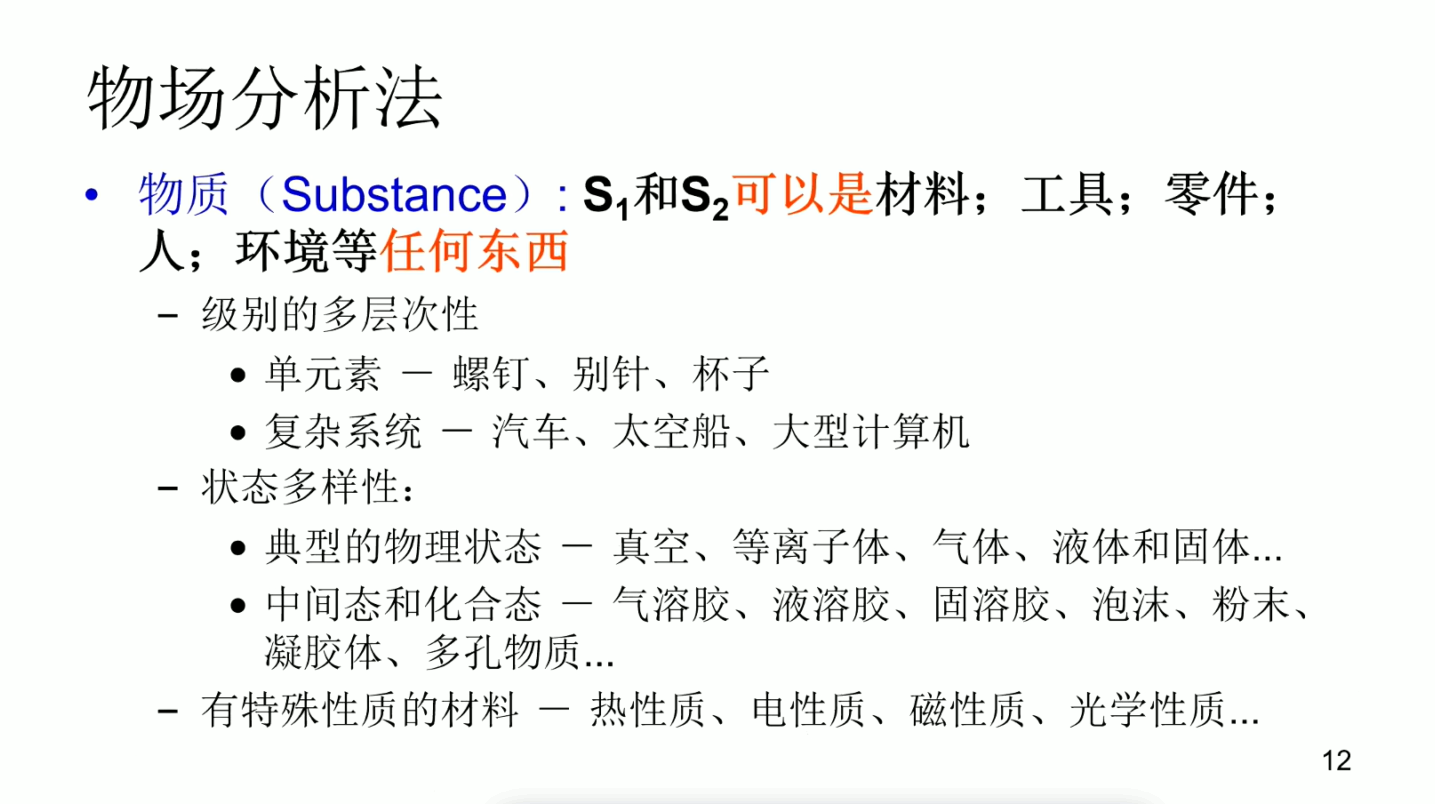 物场分析法
• 物质（Substance）: S₁和S₂可以是材料；工具；零件；
人；环境等任何东西
– 级别的多层次性
• 单元素 － 螺钉、别针、杯子
• 复杂系统 － 汽车、太空船、大型计算机
– 状态多样性：
• 典型的物理状态 － 真空、等离子体、气体、液体和固体...
• 中间态和化合态 － 气溶胶、液溶胶、固溶胶、泡沫、粉末、
凝胶体、多孔物质...
– 有特殊性质的材料 － 热性质、电性质、磁性质、光学性质...
12